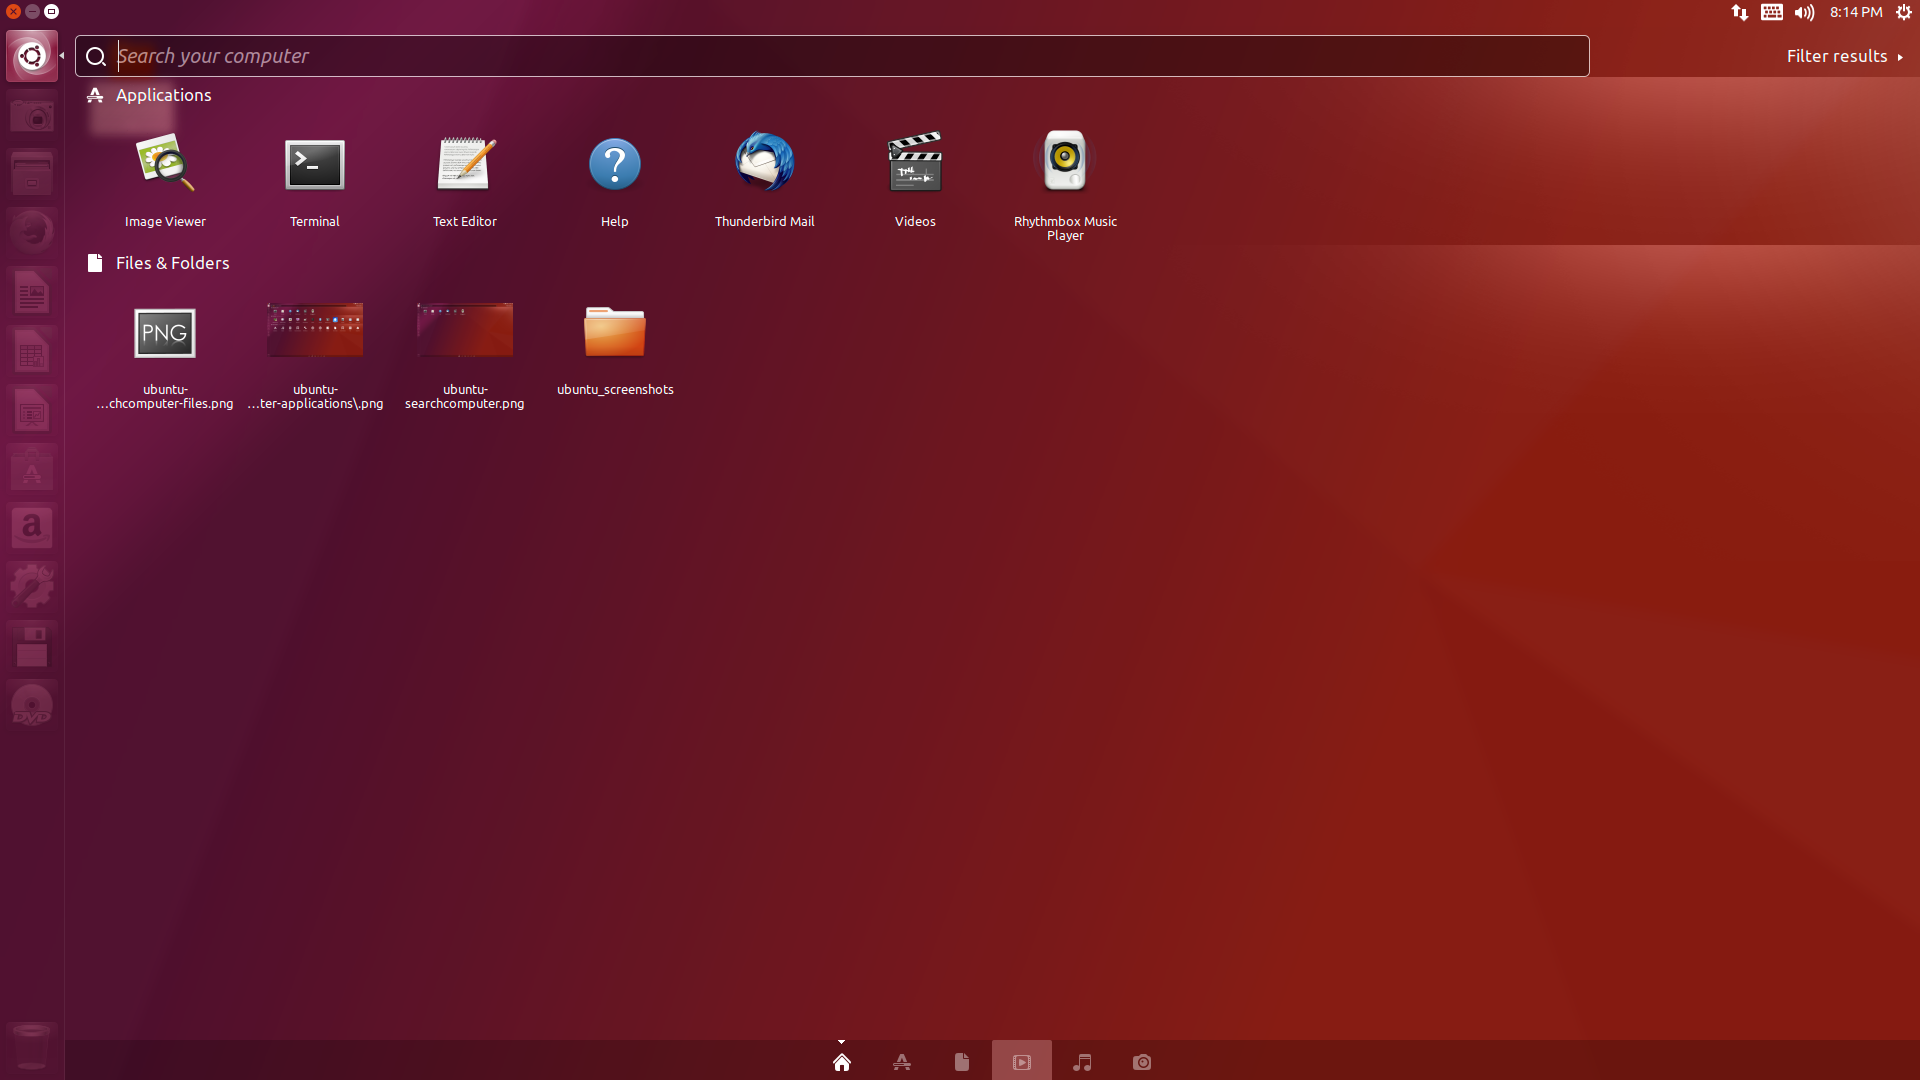 8:14 PM
Search your computer
Filter results
Applications
Image Viewer
Terminal
Text Editor
Help
Thunderbird Mail
Videos
Rhythmbox Music
Player
Files & Folders
PNG
ubuntu-
…chcomputer-files.png
ubuntu-
…ter-applications\.png
ubuntu-
searchcomputer.png
ubuntu_screenshots
a
DVD